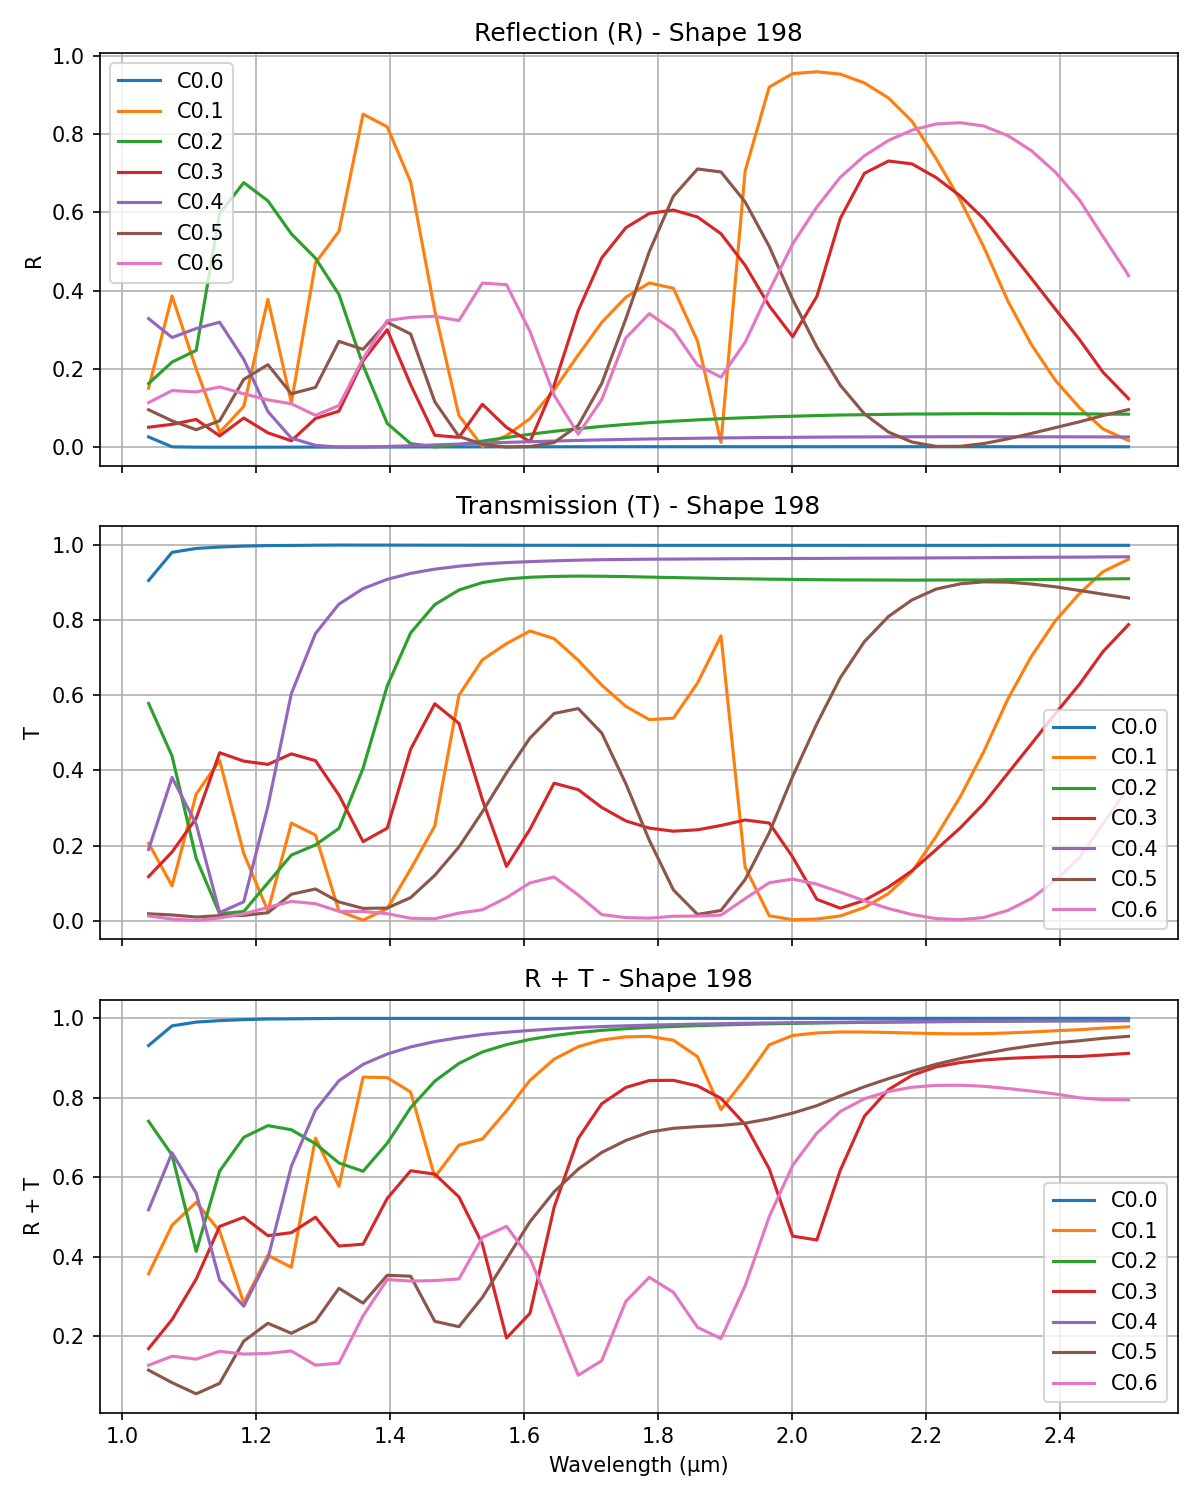 Reflection (R) - Shape 198
1.0
0.8
0.6
0.4
0.2
0.0
R
C0.0
C0.1
C0.2
C0.3
C0.4
C0.5
C0.6
Transmission (T) - Shape 198
1.0
0.8
0.6
0.4
0.2
0.0
T
C0.0
C0.1
C0.2
C0.3
C0.4
C0.5
C0.6
R + T - Shape 198
1.0
0.8
0.6
0.4
0.2
R + T
C0.0
C0.1
C0.2
C0.3
C0.4
C0.5
C0.6
1.0 1.2 1.4 1.6 1.8 2.0 2.2 2.4
Wavelength (μm)